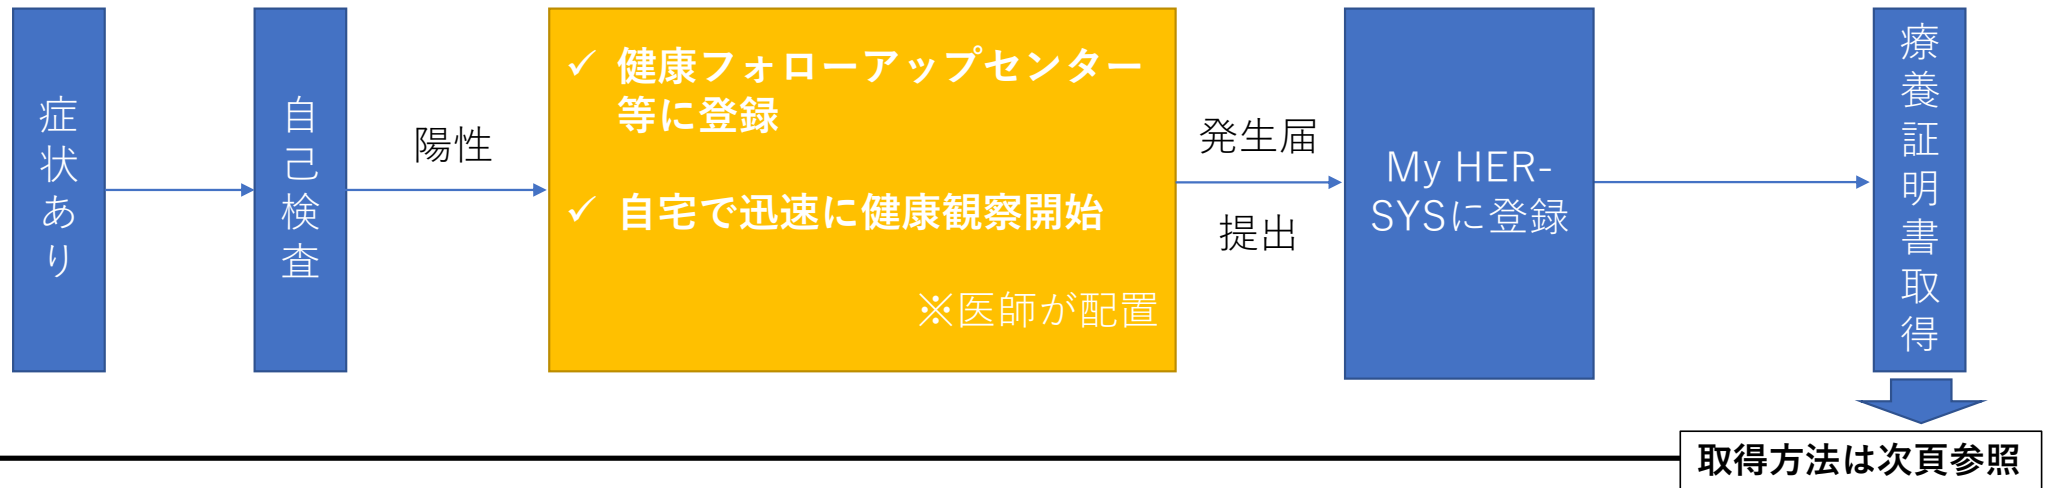 症状あり
自己検査
陽性
✓ 健康フォローアップセンター
等に登録
✓ 自宅で迅速に健康観察開始
※医師が配置
発生届
提出
My HER-
SYSに登録
療養証明書取得
取得方法は次頁参照